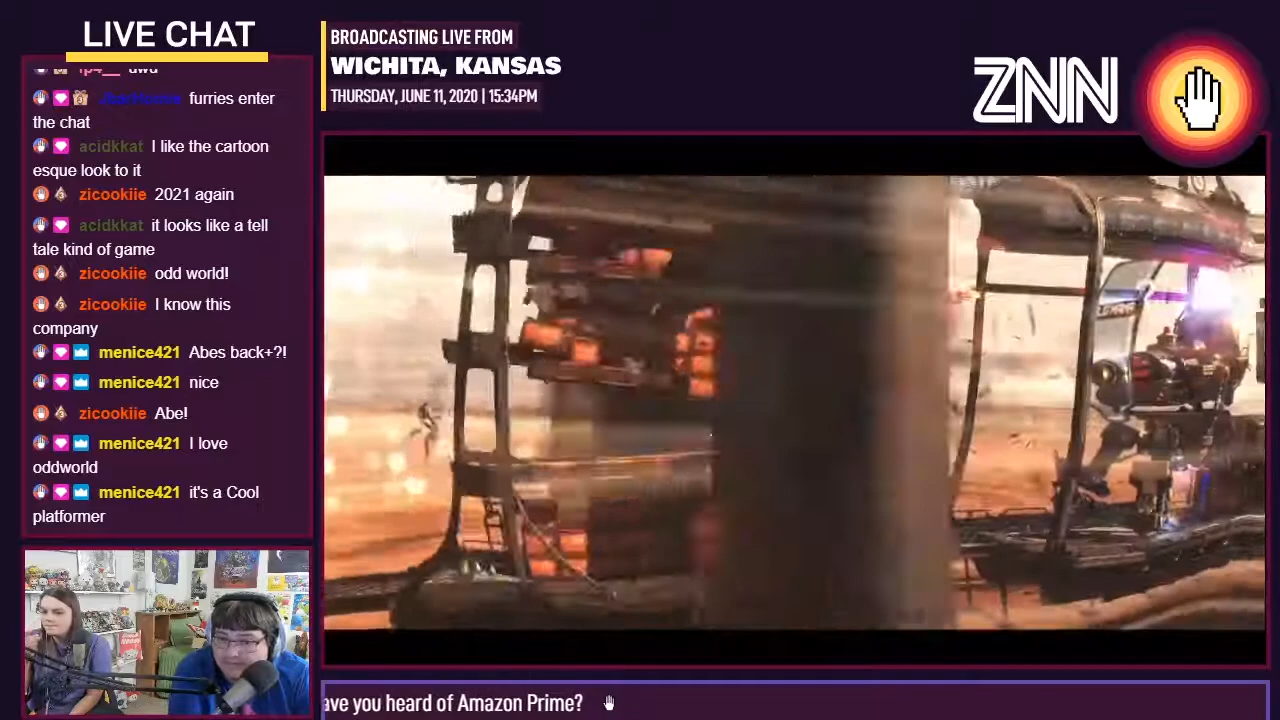 LIVE CHAT
furries enter
the chat
acidkkat I like the cartoon
esque look to it
zicookiie 2021 again
acidkkat it looks like a tell
tale kind of game
zicookiie odd world!
zicookiie I know this
company
menice421 Abes back+?!
menice421 nice
zicookiie Abe!
menice421 I love
oddworld
menice421 it's a Cool
platformer
BROADCASTING LIVE FROM
WICHITA, KANSAS
THURSDAY, JUNE 11, 2020 | 15:34PM
ZNN
ave you heard of Amazon Prime?